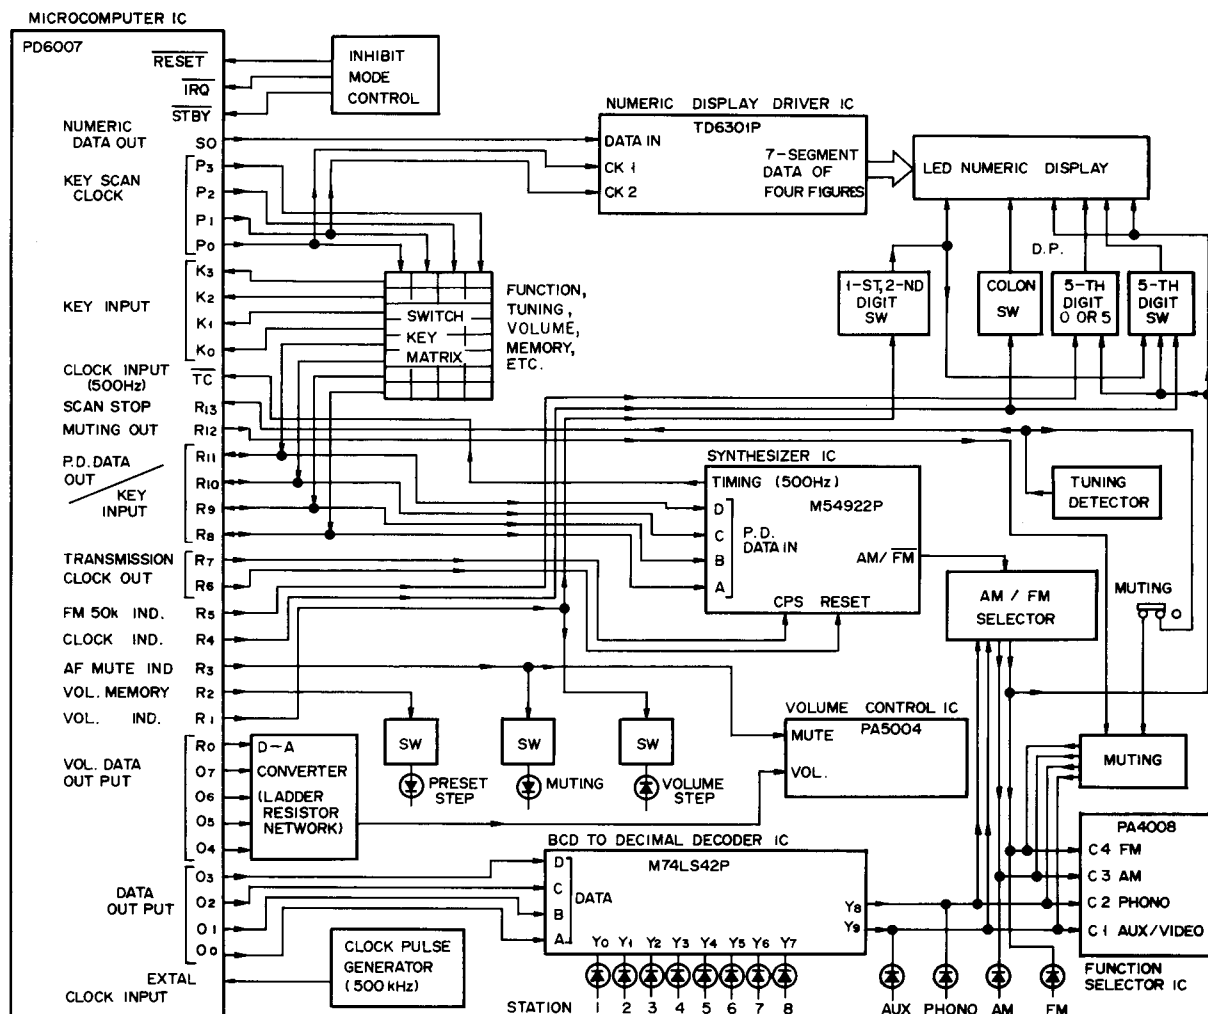 MICROCOMPUTER IC
PD6007
RESET
IRQ
STBY
INHIBIT
MODE
CONTROL
NUMERIC
DATA OUT
SO
KEY SCAN
CLOCK
P3
P2
P1
P0
KEY INPUT
K3
K2
K1
K0
CLOCK INPUT
(500Hz)
TC
SCAN STOP
R13
MUTING OUT
R12
P.D. DATA
OUT
KEY
INPUT
R11
R10
R9
R8
TRANSMISSION
CLOCK OUT
R7
R6
FM 50k IND.
R5
CLOCK IND.
R4
AF MUTE IND
R3
VOL. MEMORY
R2
VOL. IND.
R1
VOL. DATA
OUT PUT
R0
O7
O6
O5
O4
DATA
OUT PUT
O3
O2
O1
O0
EXTAL
CLOCK INPUT
NUMERIC DISPLAY DRIVER IC
TD6301P
DATA IN
CK 1
CK 2
7-SEGMENT
DATA OF
FOUR FIGURES
LED NUMERIC DISPLAY
D.P.
1-ST, 2-ND
DIGIT
SW
COLON
SW
5-TH
DIGIT
0 OR 5
5-TH
DIGIT
SW
SWITCH
KEY
MATRIX
FUNCTION,
TUNING,
VOLUME,
MEMORY,
ETC.
SYNTHESIZER IC
TIMING (500Hz)
M54922P
D
C
B
A
P.D.
DATA IN
AM/FM
CPS
RESET
TUNING
DETECTOR
AM / FM
SELECTOR
MUTING
D-A
CONVERTER
(LADDER
RESISTOR
NETWORK)
SW
SW
SW
PRESET
STEP
MUTING
VOLUME
STEP
VOLUME CONTROL IC
PA5004
MUTE
VOL.
MUTING
BCD TO DECIMAL DECODER IC
M74LS42P
D
C
B
A
DATA
Y0 Y1 Y2 Y3 Y4 Y5 Y6 Y7
Y8
Y9
PA4008
C4 FM
C3 AM
C2 PHONO
C1 AUX/VIDEO
FUNCTION
SELECTOR IC
CLOCK PULSE
GENERATOR
(500 kHz)
STATION 1 2 3 4 5 6 7 8
AUX PHONO AM FM